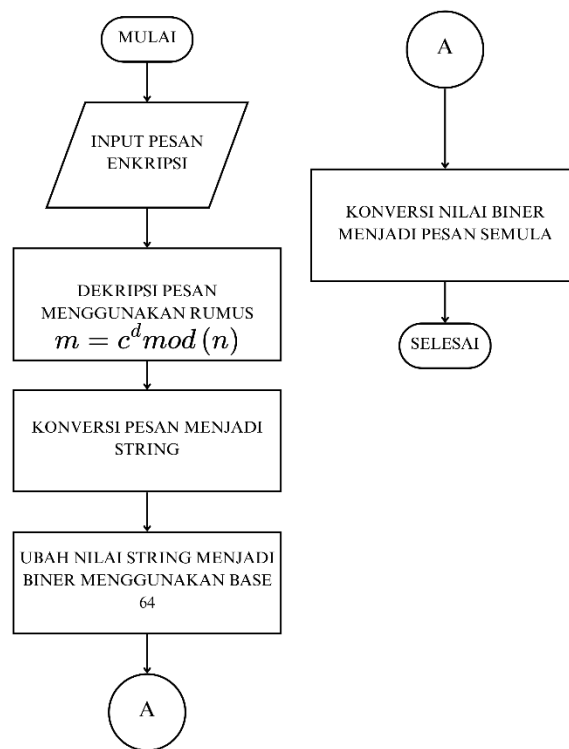 MULAI
INPUT PESAN
ENKRIPSI
DEKRIPSI PESAN
MENGGUNAKAN RUMUS
m = c^d mod (n)
KONVERSI PESAN MENJADI
STRING
UBAH NILAI STRING MENJADI
BINER MENGGUNAKAN BASE
64
A
A
KONVERSI NILAI BINER
MENJADI PESAN SEMULA
SELESAI